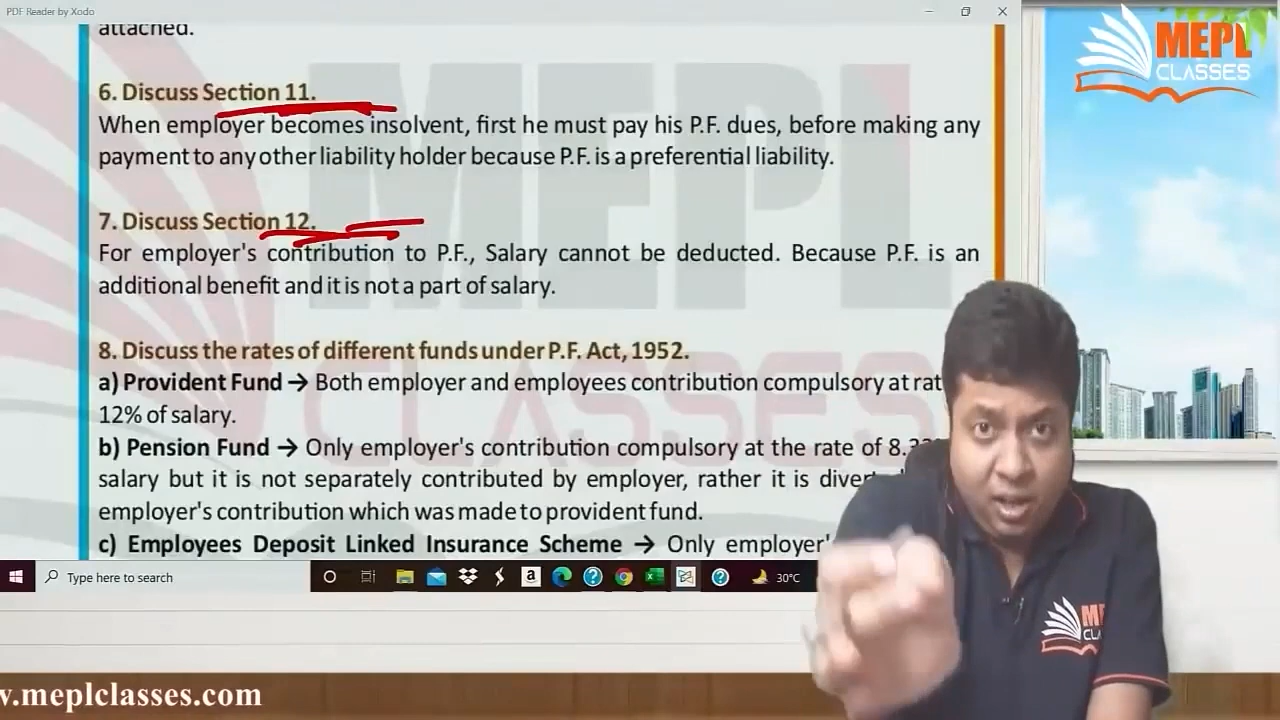 PDF Reader by Xodo
attached.
6. Discuss Section 11.
When employer becomes insolvent, first he must pay his P.F. dues, before making any
payment to any other liability holder because P.F. is a preferential liability.
7. Discuss Section 12.
For employer's contribution to P.F., Salary cannot be deducted. Because P.F. is an
additional benefit and it is not a part of salary.
8. Discuss the rates of different funds under P.F. Act, 1952.
a) Provident Fund → Both employer and employees contribution compulsory at rat
12% of salary.
b) Pension Fund → Only employer's contribution compulsory at the rate of 8.33
salary but it is not separately contributed by employer, rather it is diver
employer's contribution which was made to provident fund.
c) Employees Deposit Linked Insurance Scheme → Only employer'
Type here to search
30°C
MEPL
CLASSES
MEPL
CLASSES
ME
CLA
v.meplclasses.com